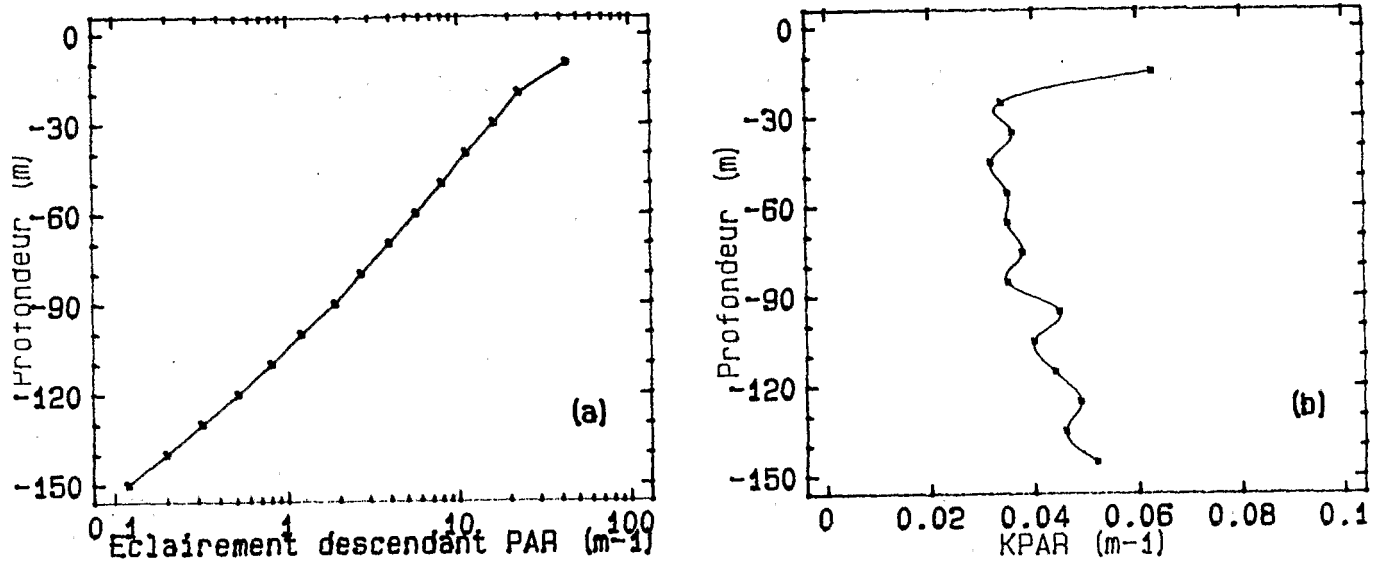 0
-30
-60
-90
-120
-150
Protondeur (m)
(a)
0.1 1 10 100
Eclairement descendant PAR (m-1)
0
-30
-60
-90
-120
-150
Profondeur (m)
(b)
0 0.02 0.04 0.06 0.08 0.1
KPAR (m-1)